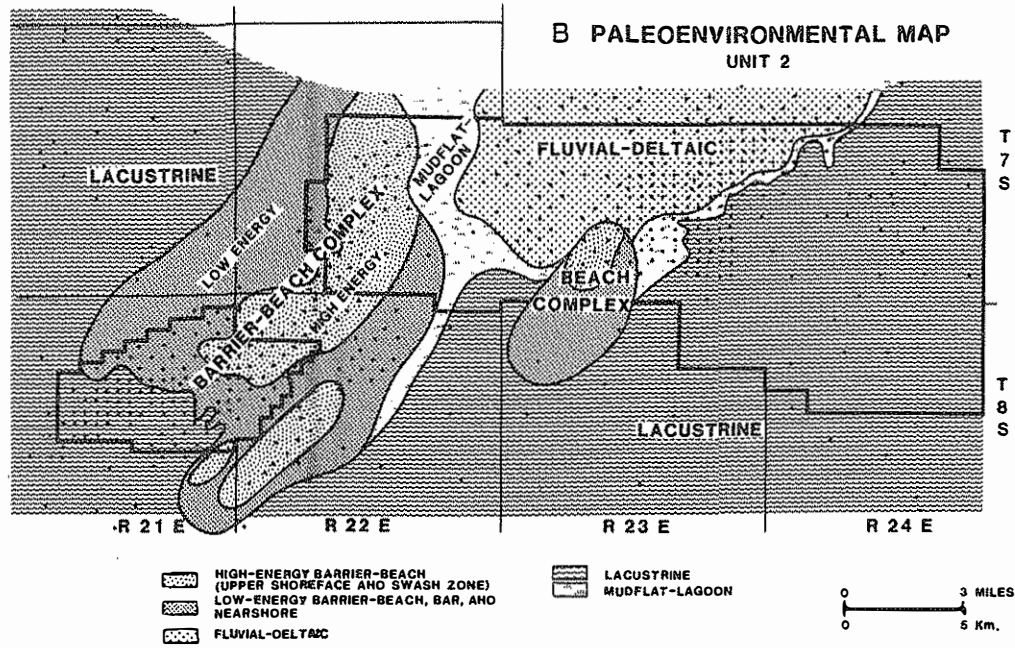 B PALEOENVIRONMENTAL MAP
UNIT 2
LACUSTRINE
LOW ENERGY
BARRIER-BEACH COMPLEX
HIGH ENERGY
MUDFLAT-
LAGOON
FLUVIAL-DELTAIC
BEACH
COMPLEX
LACUSTRINE
T
7
S
T
8
S
R 21 E
R 22 E
R 23 E
R 24 E
HIGH-ENERGY BARRIER-BEACH
(UPPER SHOREFACE AHO SWASH ZONE)
LOW-ENERGY BARRIER-BEACH, BAR, AHO
NEARSHORE
FLUVIAL-OELTAIC
LACUSTRINE
MUDFLAT-LAGOON
0 3 MILES
0 5 Km.